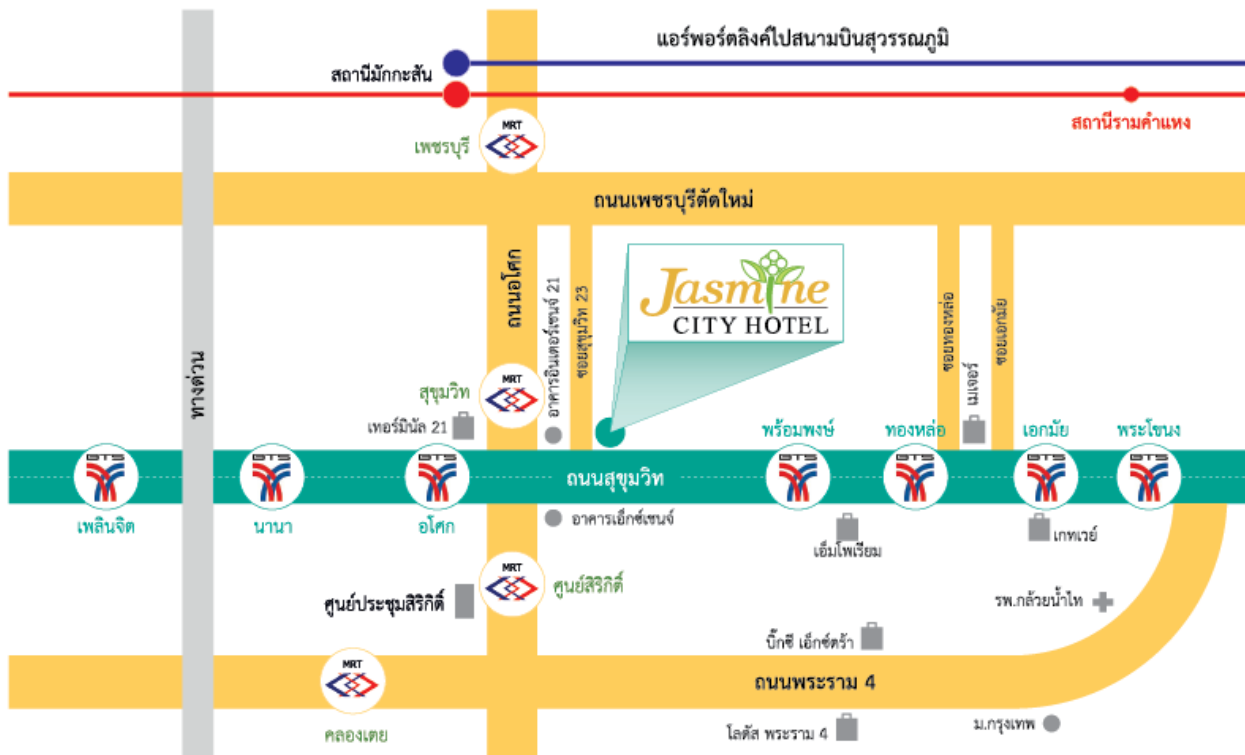 แอร์พอร์ตลิงค์ไปสนามบินสุวรรณภูมิ
สถานีมักกะสัน
สถานีรามคำแหง
MRT
เพชรบุรี
ถนนเพชรบุรีตัดใหม่
ทางด่วน
ถนนอโศก
อาคารอินเตอร์เชนจ์ 21
ซอยสุขุมวิท 23
Jasmine
CITY HOTEL
ซอยทองหล่อ
เมเจอร์
ซอยเอกมัย
สุขุมวิท
MRT
เทอร์มินัล 21
พร้อมพงษ์
ทองหล่อ
เอกมัย
พระโขนง
BTS
BTS
BTS
ถนนสุขุมวิท
BTS
BTS
BTS
BTS
เพลินจิต
นานา
อโศก
อาคารเอ็กซ์เชนจ์
เอ็มโพเรียม
เกทเวย์
MRT
ศูนย์สิริกิติ์
ศูนย์ประชุมสิริกิติ์
รพ.กล้วยน้ำไท
บิ๊กซี เอ็กซ์ตร้า
MRT
ถนนพระราม 4
คลองเตย
โลตัส พระราม 4
ม.กรุงเทพ